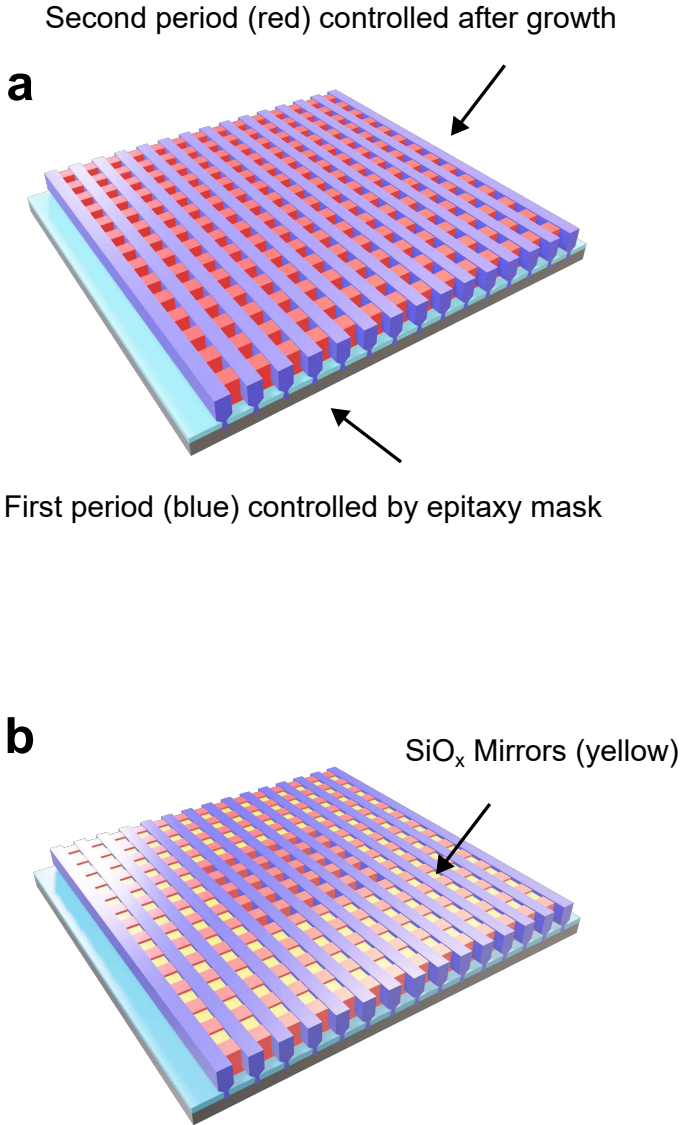 Second period (red) controlled after growth
a
First period (blue) controlled by epitaxy mask
b
SiOₓ Mirrors (yellow)